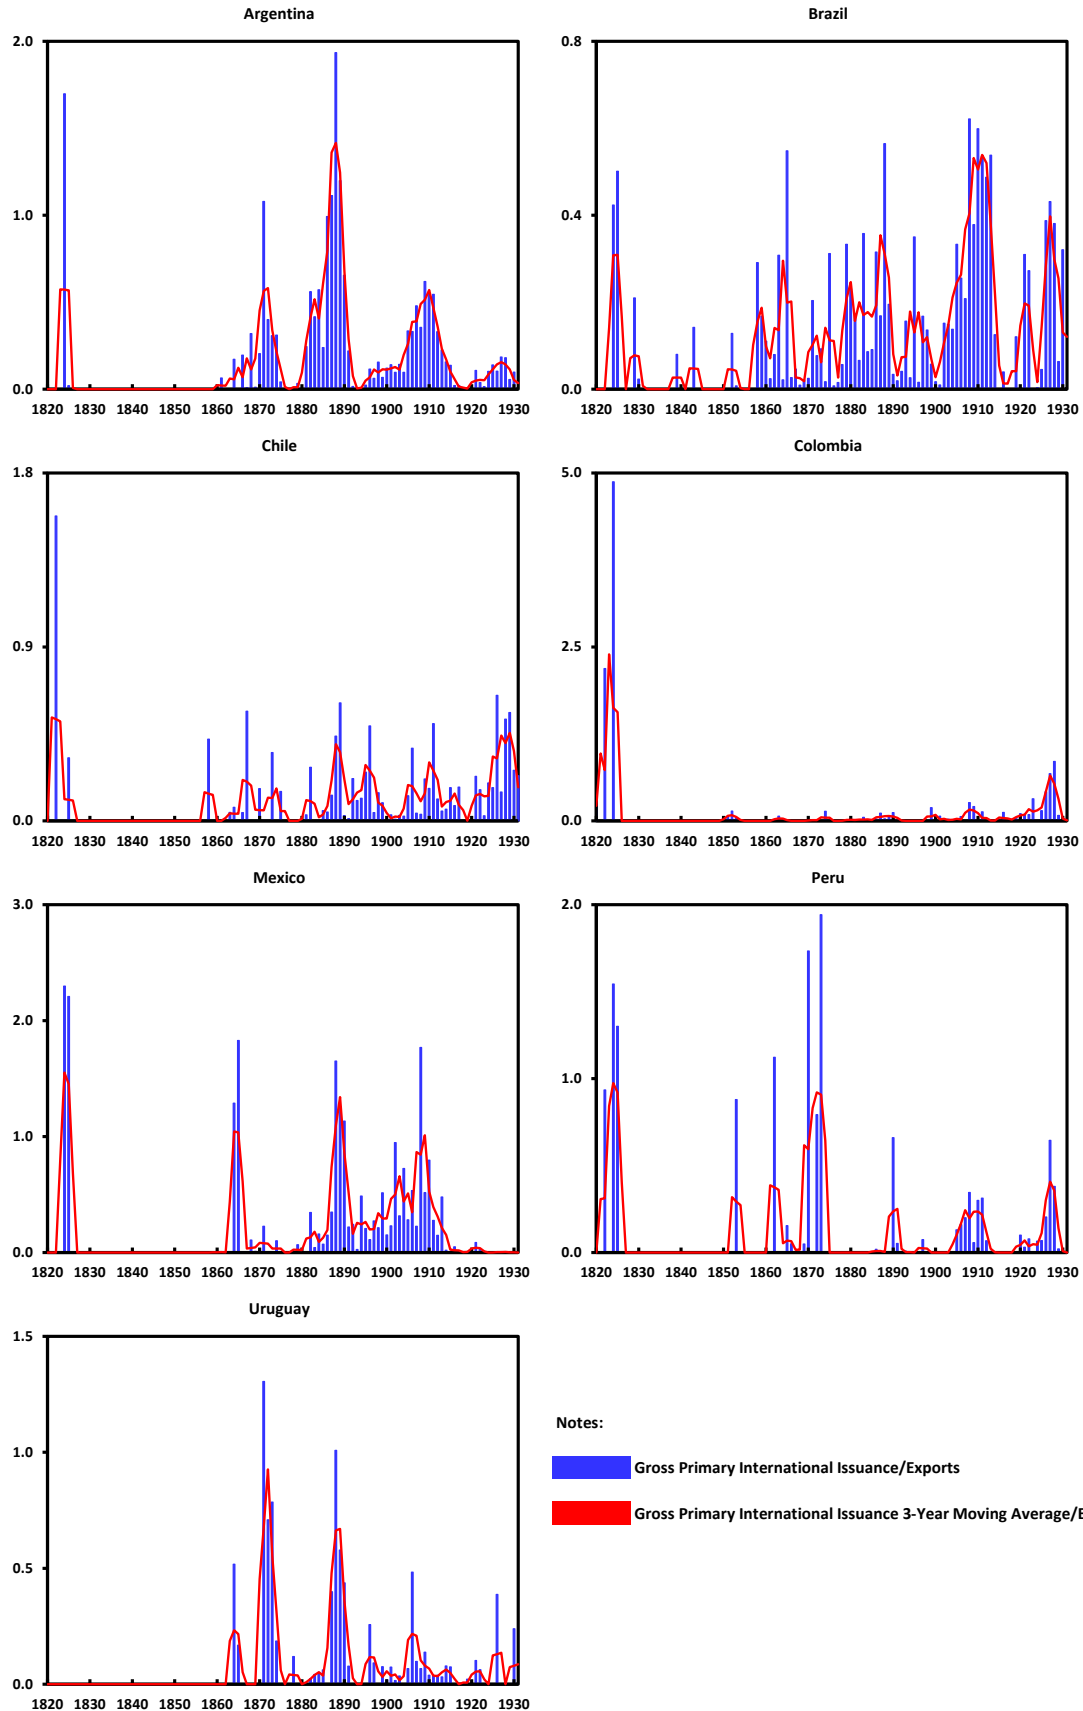 Argentina
2.0
1.0
0.0
1820 1830 1840 1850 1860 1870 1880 1890 1900 1910 1920 1930
Brazil
0.8
0.4
0.0
1820 1830 1840 1850 1860 1870 1880 1890 1900 1910 1920 1930
Chile
1.8
0.9
0.0
1820 1830 1840 1850 1860 1870 1880 1890 1900 1910 1920 1930
Colombia
5.0
2.5
0.0
1820 1830 1840 1850 1860 1870 1880 1890 1900 1910 1920 1930
Mexico
3.0
2.0
1.0
0.0
1820 1830 1840 1850 1860 1870 1880 1890 1900 1910 1920 1930
Peru
2.0
1.0
0.0
1820 1830 1840 1850 1860 1870 1880 1890 1900 1910 1920 1930
Uruguay
1.5
1.0
0.5
0.0
1820 1830 1840 1850 1860 1870 1880 1890 1900 1910 1920 1930
Notes:
Gross Primary International Issuance/Exports
Gross Primary International Issuance 3-Year Moving Average/E